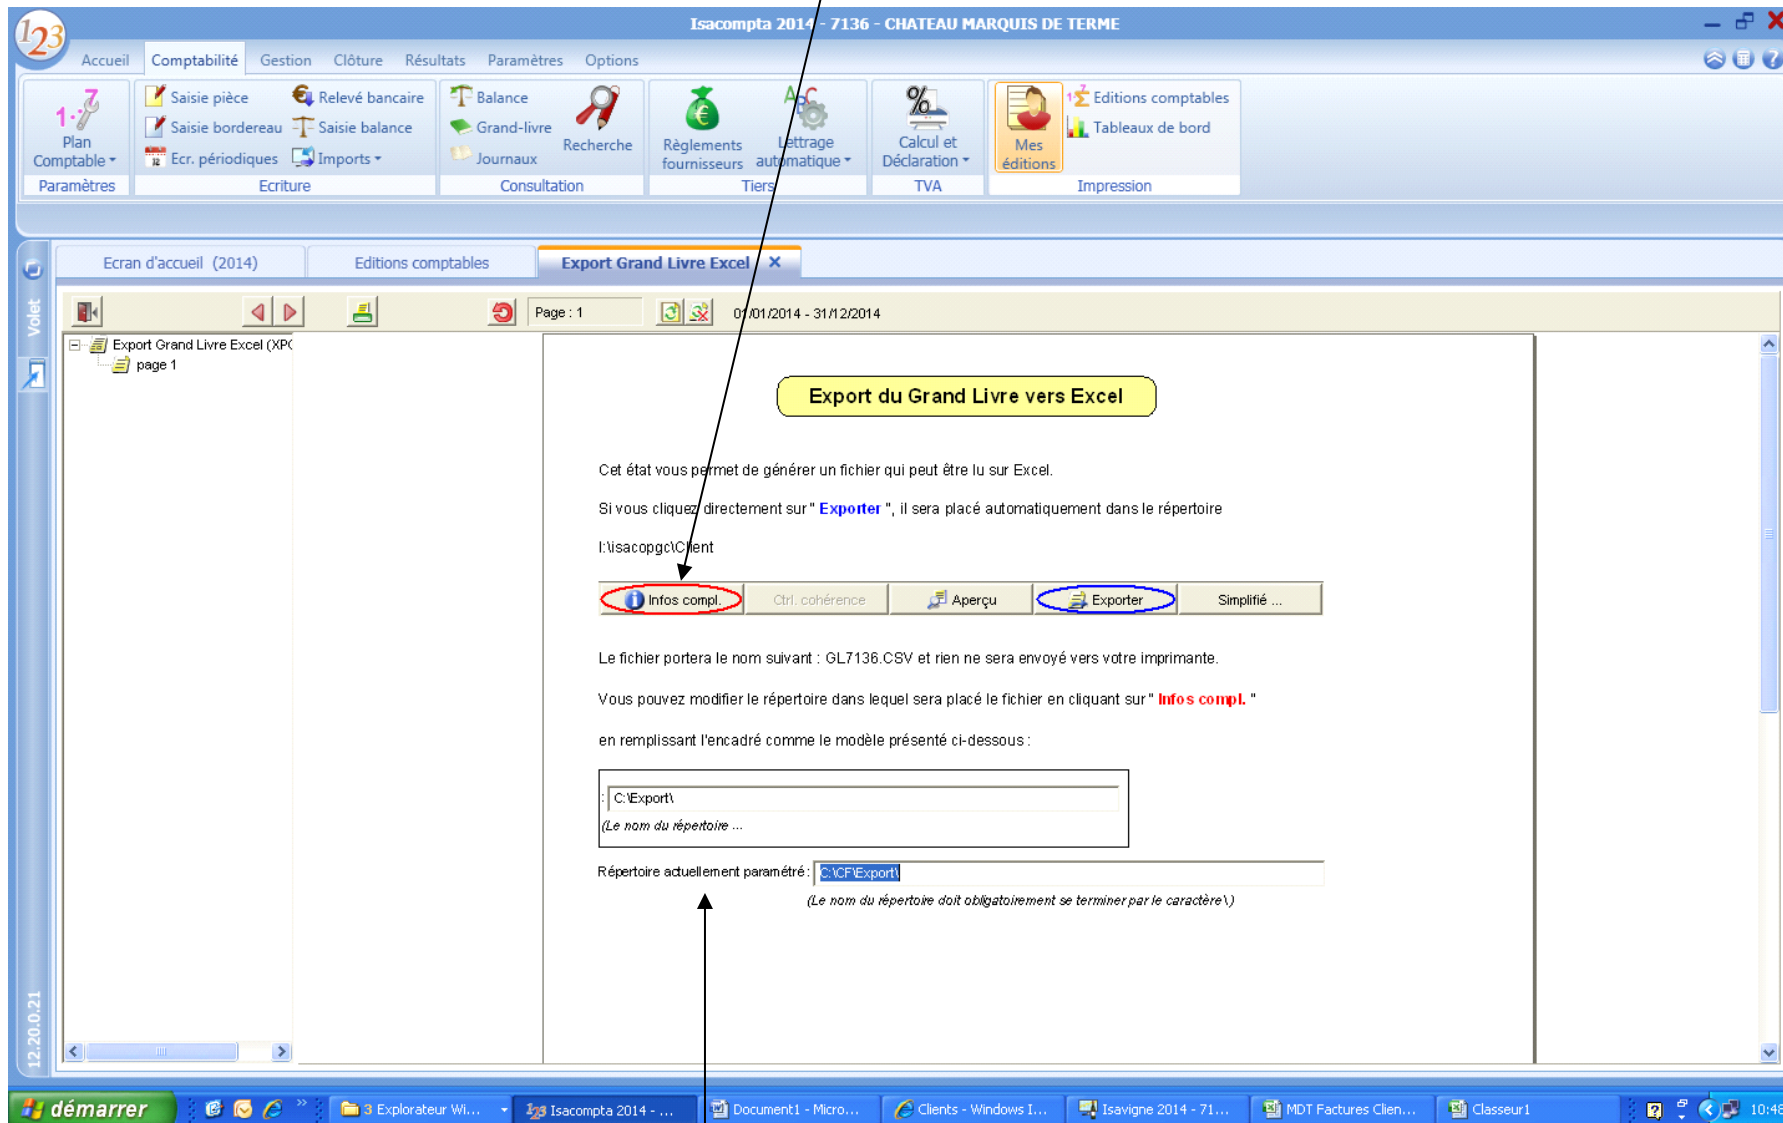 Isacompta 2014 - 7136 - CHATEAU MARQUIS DE TERME
123
Accueil Comptabilité Gestion Clôture Résultats Paramètres Options
Plan Comptable
Saisie pièce
Saisie bordereau
Ecr. périodiques
Relevé bancaire
Saisie balance
Imports
Balance
Grand-livre
Journaux
Recherche
Règlements fournisseurs
Lettrage automatique
Calcul et Déclaration
Mes éditions
Editions comptables
Tableaux de bord
Paramètres Ecriture Consultation Tiers TVA Impression
Ecran d'accueil (2014) Editions comptables Export Grand Livre Excel
Volet
Page : 1 01/01/2014 - 31/12/2014
Export Grand Livre Excel (XPO
page 1
Export du Grand Livre vers Excel
Cet état vous permet de générer un fichier qui peut être lu sur Excel.
Si vous cliquez directement sur " Exporter ", il sera placé automatiquement dans le répertoire
I:\isacopgc\Client
Infos compl. Ctrl. cohérence Aperçu Exporter Simplifié ...
Le fichier portera le nom suivant : GL7136.CSV et rien ne sera envoyé vers votre imprimante.
Vous pouvez modifier le répertoire dans lequel sera placé le fichier en cliquant sur " Infos compl. "
en remplissant l'encadré comme le modèle présenté ci-dessous :
: C:\Export\
(Le nom du répertoire ...
Répertoire actuellement paramétré : C:\CF\Export\
(Le nom du répertoire doit obligatoirement se terminer par le caractère \)
12.20.0.21
démarrer 3 Explorateur Wi... Isacompta 2014 - ... Document1 - Micro... Clients - Windows I... Isavigne 2014 - 71... MDT Factures Clien... Classeur1 10:48